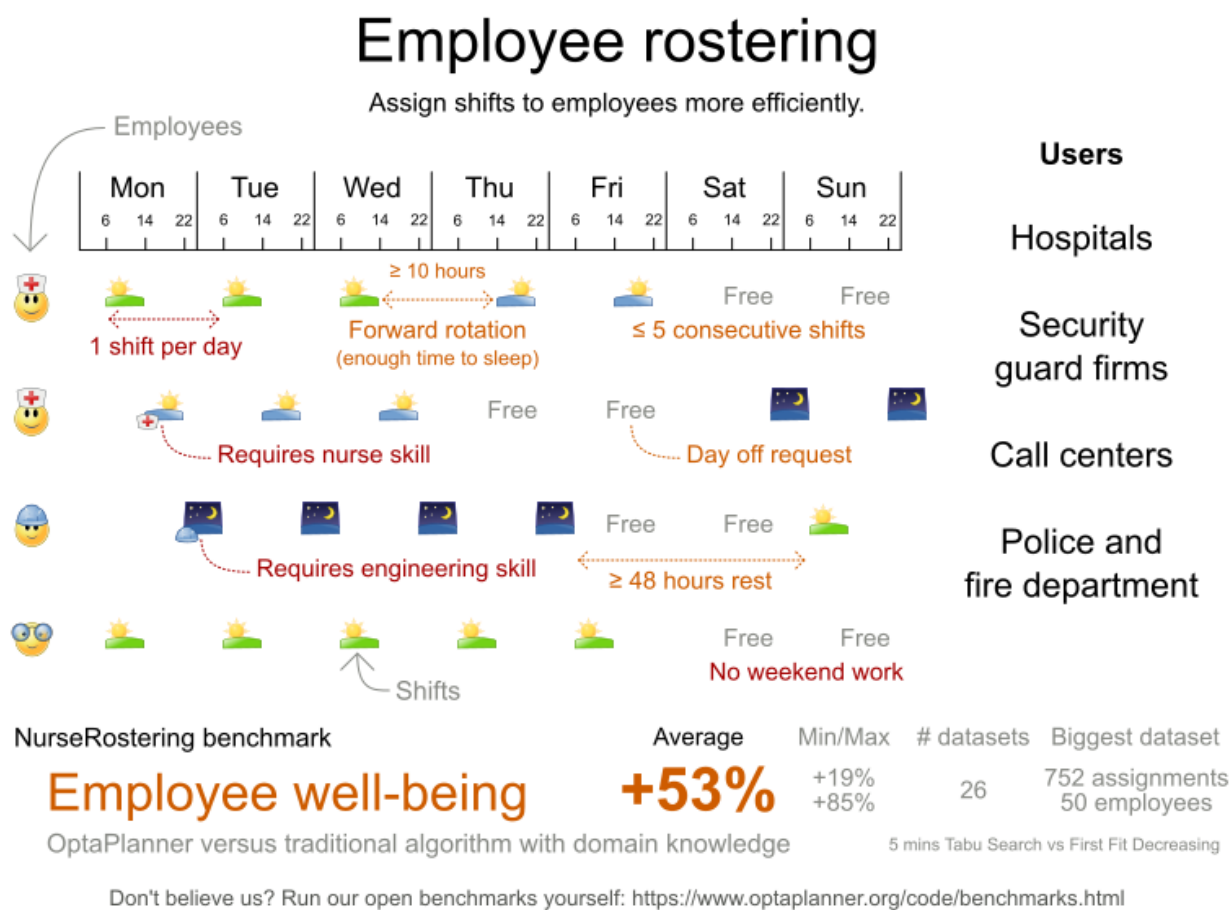 Employee rostering
Assign shifts to employees more efficiently.
Employees
Users
Mon Tue Wed Thu Fri Sat Sun
6 14 22 6 14 22 6 14 22 6 14 22 6 14 22 6 14 22 6 14 22
Hospitals
≥ 10 hours
Free Free
1 shift per day
Forward rotation
(enough time to sleep)
≤ 5 consecutive shifts
Security
guard firms
Free Free
Requires nurse skill
Day off request
Call centers
Free Free
Requires engineering skill
≥ 48 hours rest
Police and
fire department
Free Free
No weekend work
Shifts
NurseRostering benchmark
Average Min/Max # datasets Biggest dataset
Employee well-being
+53%
+19%
+85%
26
752 assignments
50 employees
OptaPlanner versus traditional algorithm with domain knowledge
5 mins Tabu Search vs First Fit Decreasing
Don't believe us? Run our open benchmarks yourself: https://www.optaplanner.org/code/benchmarks.html